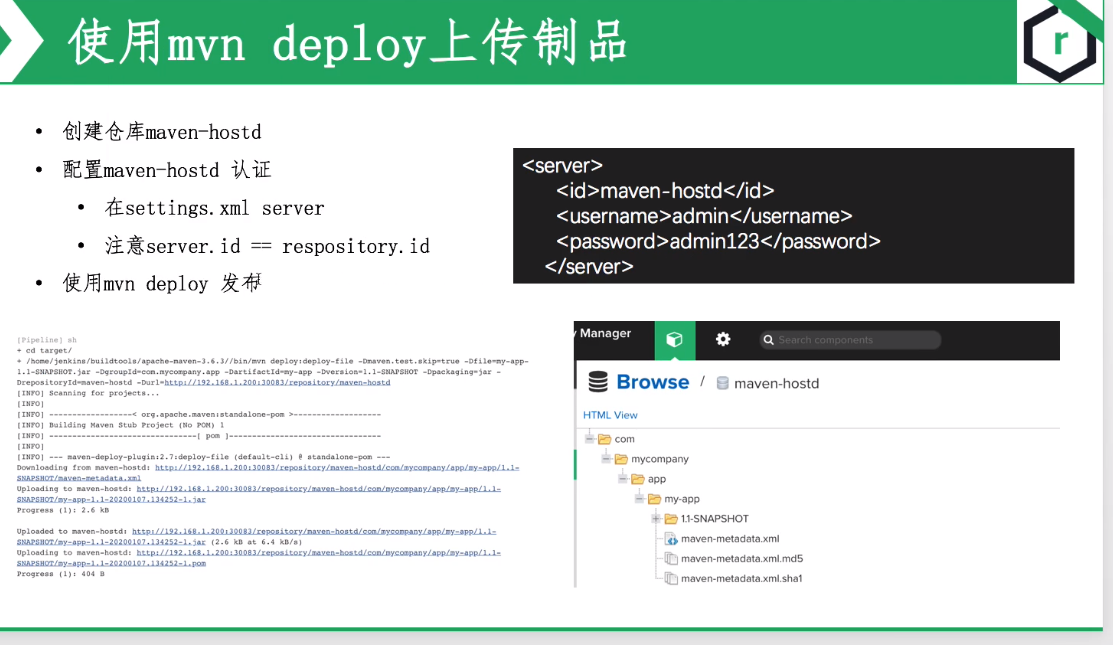 使用mvn deploy上传制品
r
• 创建仓库maven-hostd
• 配置maven-hostd 认证
• 在settings.xml server
• 注意server.id == respository.id
• 使用mvn deploy 发布
<server>
<id>maven-hostd</id>
<username>admin</username>
<password>admin123</password>
</server>
[Pipeline] sh
+ cd target/
+ /home/jenkins/buildtools/apache-maven-3.6.3//bin/mvn deploy:deploy-file -Dmaven.test.skip=true -Dfile=my-app-
1.1-SNAPSHOT.jar -DgroupId=com.mycompany.app -DartifactId=my-app -Dversion=1.1-SNAPSHOT -Dpackaging=jar -
DrepositoryId=maven-hostd -Durl=http://192.168.1.200:30083/repository/maven-hostd
[INFO] Scanning for projects...
[INFO]
[INFO] ------------------< org.apache.maven:standalone-pom >-------------------
[INFO] Building Maven Stub Project (No POM) 1
[INFO] --------------------------------[ pom ]---------------------------------
[INFO]
[INFO] --- maven-deploy-plugin:2.7:deploy-file (default-cli) @ standalone-pom ---
Downloading from maven-hostd: http://192.168.1.200:30083/repository/maven-hostd/com/mycompany/app/my-app/1.1-
SNAPSHOT/maven-metadata.xml
Uploading to maven-hostd: http://192.168.1.200:30083/repository/maven-hostd/com/mycompany/app/my-app/1.1-
SNAPSHOT/my-app-1.1-20200107.134252-1.jar
Progress (1): 2.6 kB
Uploaded to maven-hostd: http://192.168.1.200:30083/repository/maven-hostd/com/mycompany/app/my-app/1.1-
SNAPSHOT/my-app-1.1-20200107.134252-1.jar (2.6 kB at 6.4 kB/s)
Uploading to maven-hostd: http://192.168.1.200:30083/repository/maven-hostd/com/mycompany/app/my-app/1.1-
SNAPSHOT/my-app-1.1-20200107.134252-1.pom
Progress (1): 404 B
Manager
Search components
Browse / maven-hostd
HTML View
com
mycompany
app
my-app
1.1-SNAPSHOT
maven-metadata.xml
maven-metadata.xml.md5
maven-metadata.xml.sha1